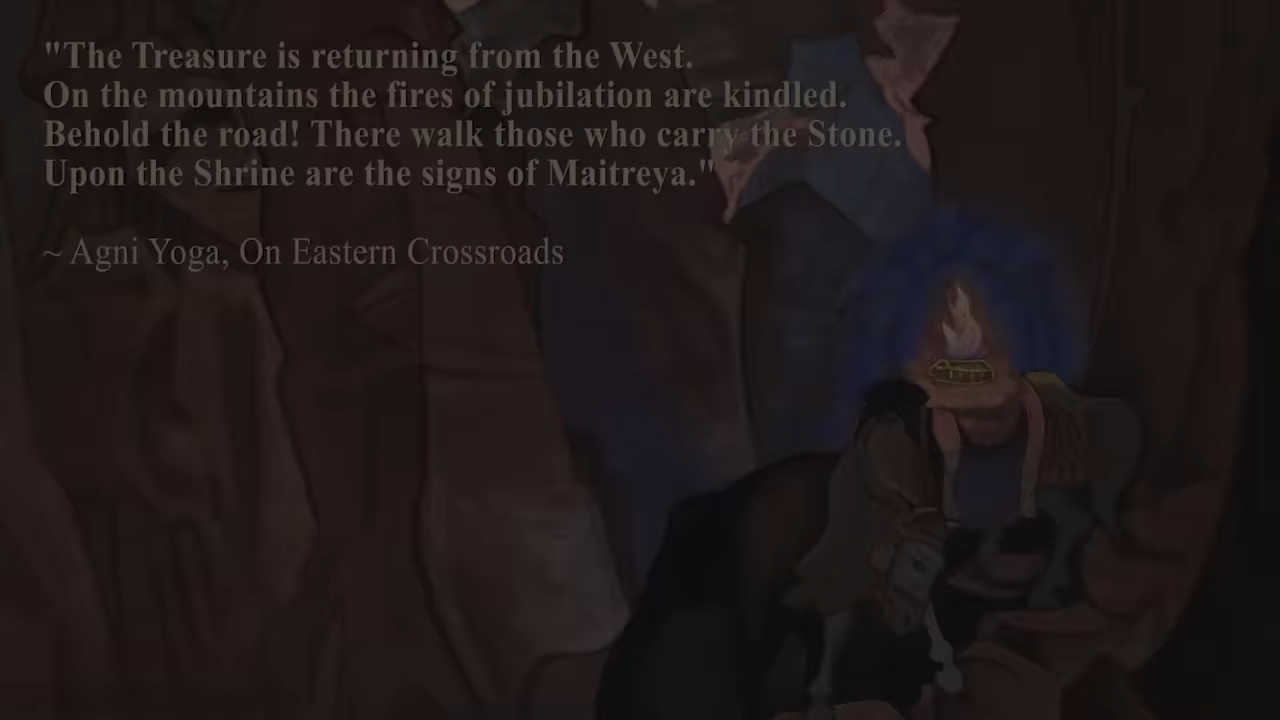 "The Treasure is returning from the West.
On the mountains the fires of jubilation are kindled.
Behold the road! There walk those who carry the Stone.
Upon the Shrine are the signs of Maitreya."
~ Agni Yoga, On Eastern Crossroads